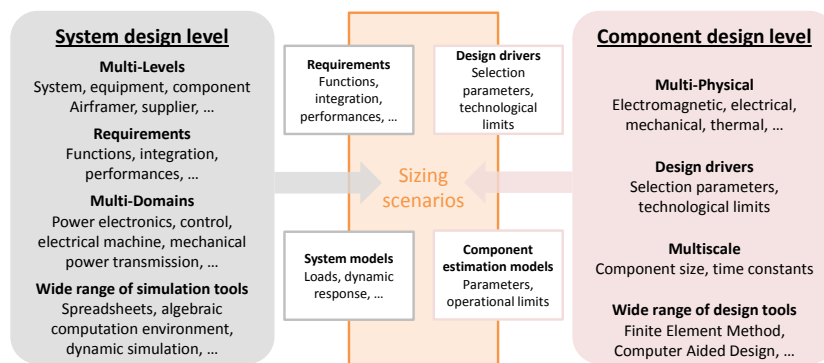 System design level
Multi-Levels
System, equipment, component
Airframer, supplier, ...
Requirements
Functions, integration,
performances, ...
Multi-Domains
Power electronics, control,
electrical machine, mechanical
power transmission, ...
Wide range of simulation tools
Spreadsheets, algebraic
computation environment,
dynamic simulation, ...
Requirements
Functions,
integration,
performances, ...
Design drivers
Selection
parameters,
technological
limits
Sizing
scenarios
System models
Loads, dynamic
response, ...
Component
estimation models
Parameters,
operational limits
Component design level
Multi-Physical
Electromagnetic, electrical,
mechanical, thermal, ...
Design drivers
Selection parameters,
technological limits
Multiscale
Component size, time constants
Wide range of design tools
Finite Element Method,
Computer Aided Design, ...